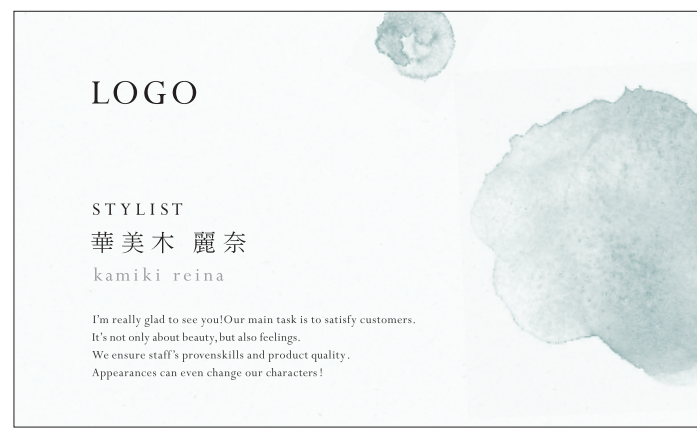 LOGO
STYLIST
華美木 麗奈
kamiki reina
I'm really glad to see you!Our main task is to satisfy customers.
It's not only about beauty,but also feelings.
We ensure staff's provenskills and product quality.
Appearances can even change our characters!